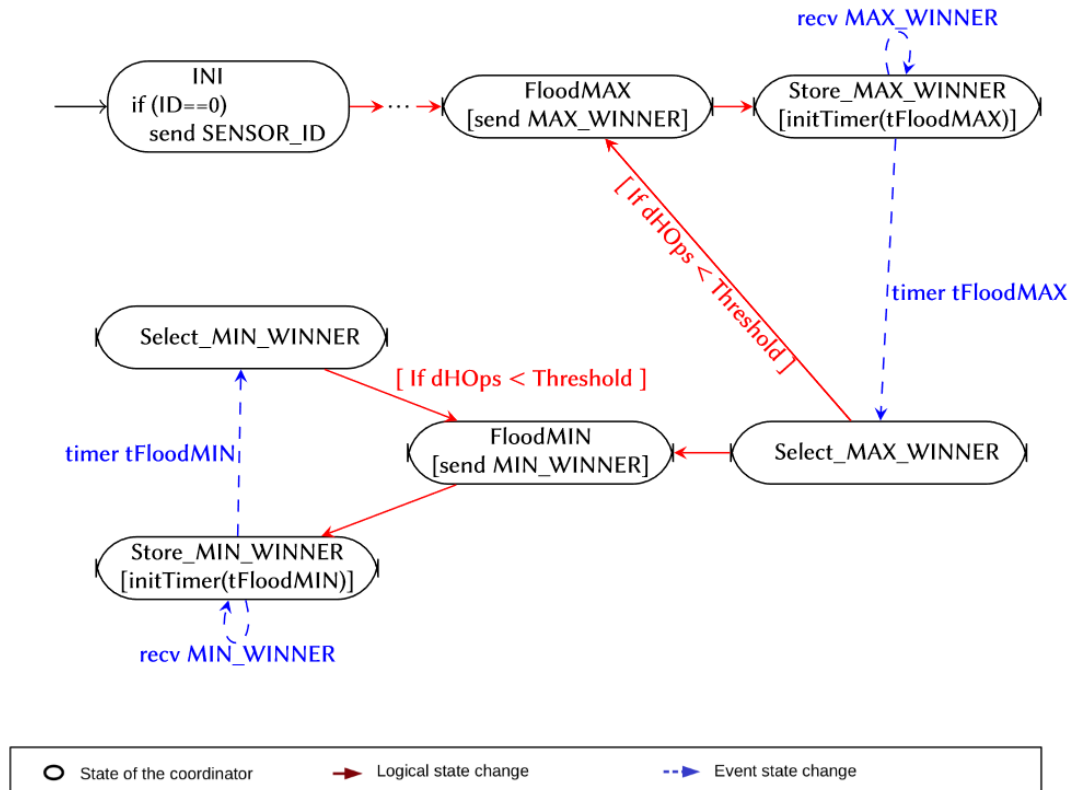 recv MAX_WINNER
INI
if (ID==0)
send SENSOR_ID
...
FloodMAX
[send MAX_WINNER]
Store_MAX_WINNER
[initTimer(tFloodMAX)]
[ If dHOps < Threshold ]
timer tFloodMAX
Select_MIN_WINNER
[ If dHOps < Threshold ]
timer tFloodMIN
FloodMIN
[send MIN_WINNER]
Select_MAX_WINNER
Store_MIN_WINNER
[initTimer(tFloodMIN)]
recv MIN_WINNER
State of the coordinator
Logical state change
Event state change